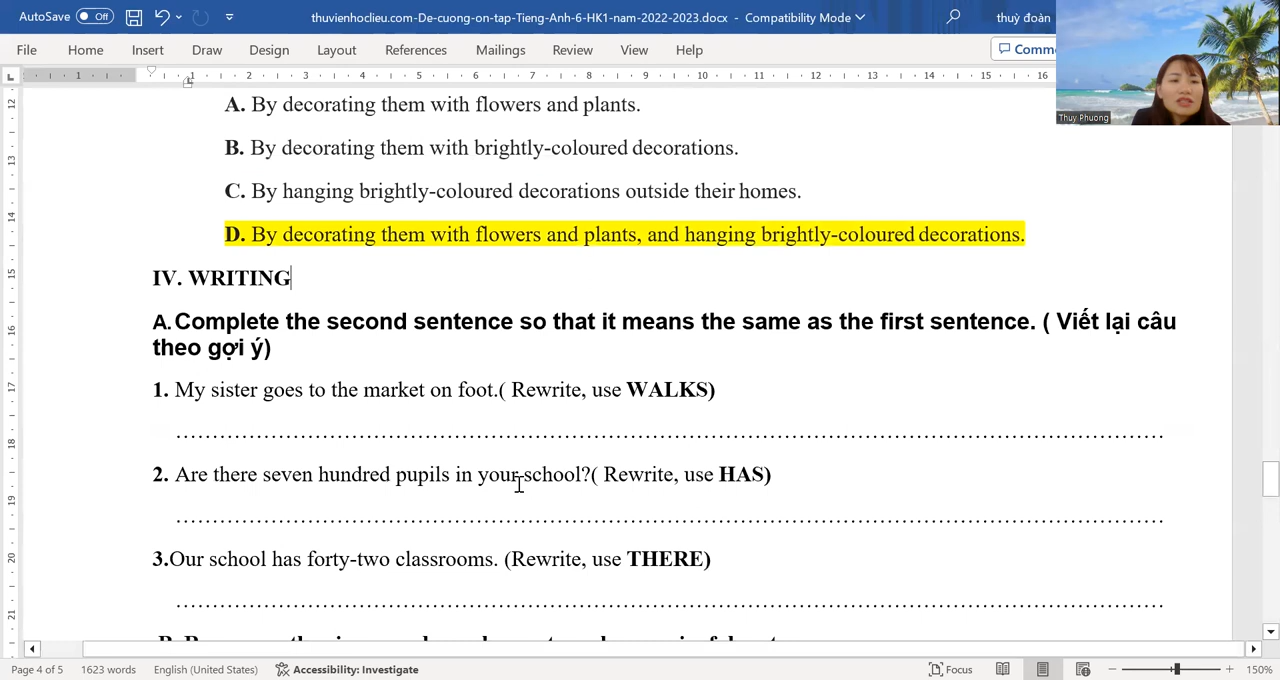 AutoSave Off thuvienhoclieu.com-De-cuong-on-tap-Tieng-Anh-6-HK1-nam-2022-2023.docx - Compatibility Mode thuỳ đoàn
File Home Insert Draw Design Layout References Mailings Review View Help
Thuy Phuong
A. By decorating them with flowers and plants.
B. By decorating them with brightly-coloured decorations.
C. By hanging brightly-coloured decorations outside their homes.
D. By decorating them with flowers and plants, and hanging brightly-coloured decorations.
IV. WRITING
A. Complete the second sentence so that it means the same as the first sentence. ( Viết lại câu
theo gợi ý)
1. My sister goes to the market on foot.( Rewrite, use WALKS)
2. Are there seven hundred pupils in your school?( Rewrite, use HAS)
3.Our school has forty-two classrooms. (Rewrite, use THERE)
Page 4 of 5 1623 words English (United States) Accessibility: Investigate Focus 150%